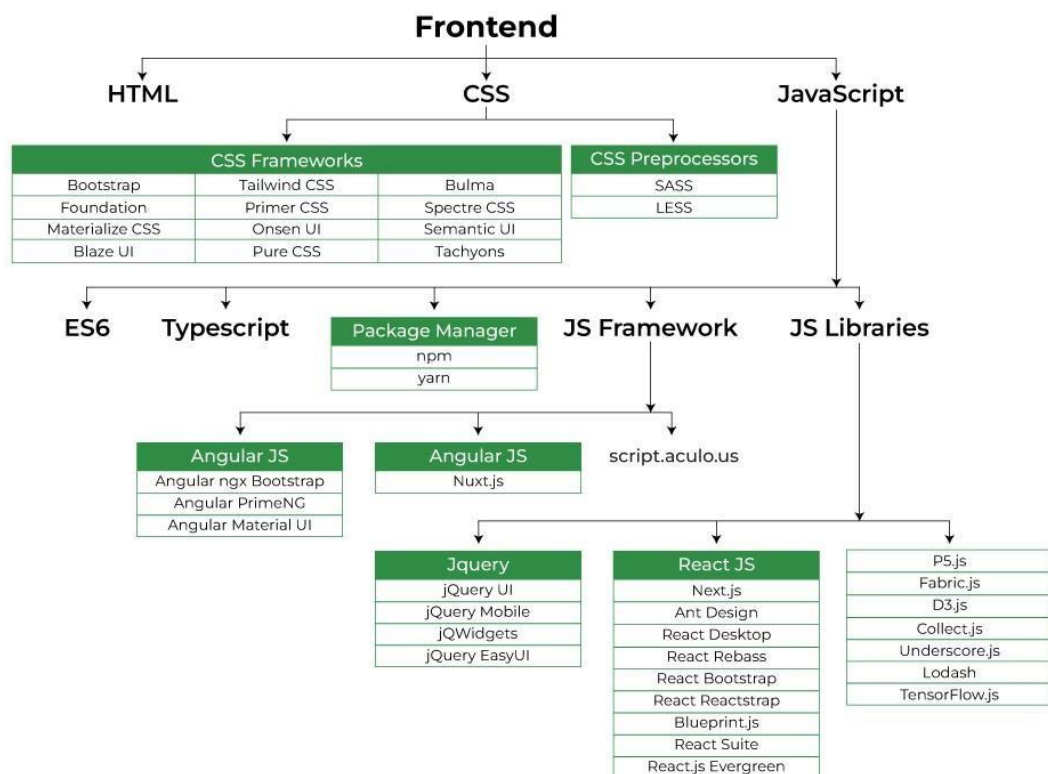 Frontend
HTML
CSS
JavaScript
CSS Frameworks
Bootstrap Tailwind CSS Bulma
Foundation Primer CSS Spectre CSS
Materialize CSS Onsen UI Semantic UI
Blaze UI Pure CSS Tachyons
CSS Preprocessors
SASS
LESS
ES6
Typescript
Package Manager
npm
yarn
JS Framework
JS Libraries
Angular JS
Angular ngx Bootstrap
Angular PrimeNG
Angular Material UI
Angular JS
Nuxt.js
script.aculo.us
Jquery
jQuery UI
jQuery Mobile
jQWidgets
jQuery EasyUI
React JS
Next.js
Ant Design
React Desktop
React Rebass
React Bootstrap
React Reactstrap
Blueprint.js
React Suite
React.js Evergreen
P5.js
Fabric.js
D3.js
Collect.js
Underscore.js
Lodash
TensorFlow.js